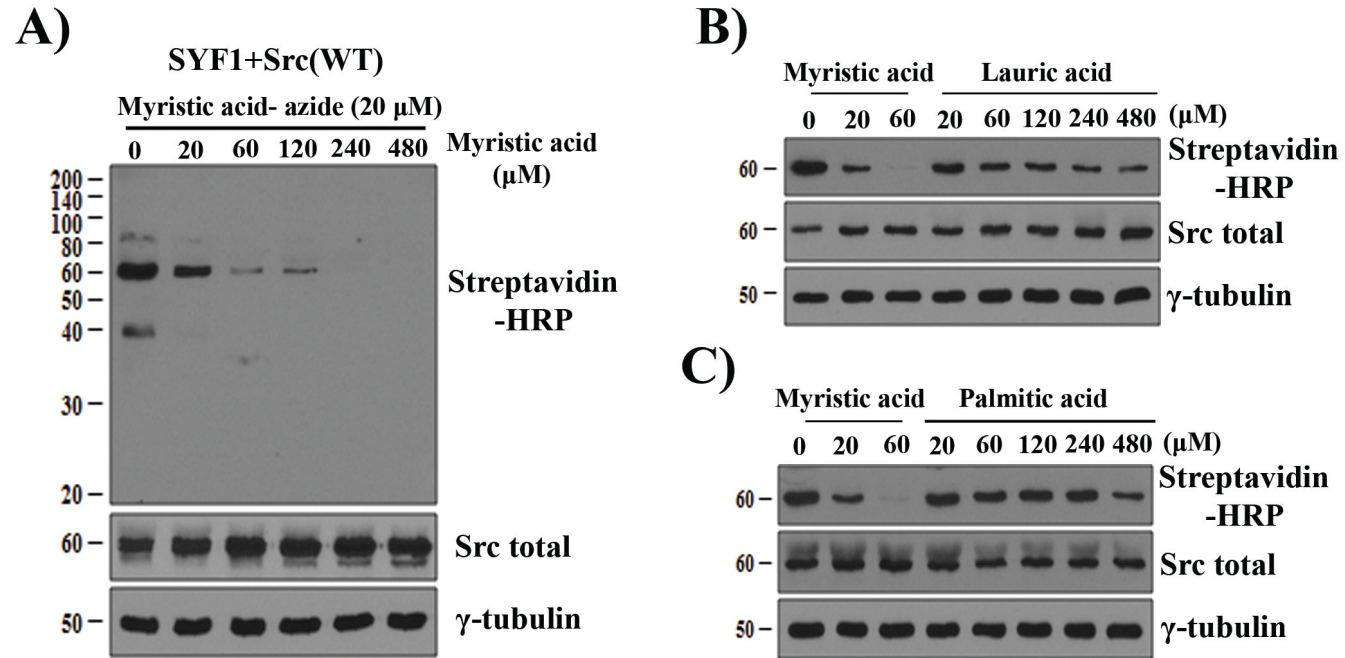 A)
SYF1+Src(WT)
Myristic acid- azide (20 µM)
0 20 60 120 240 480 Myristic acid
(µM)
200
140
100
80
60
50
40
30
20
Streptavidin
-HRP
60 Src total
50 γ-tubulin
B)
Myristic acid Lauric acid
0 20 60 20 60 120 240 480 (µM)
60 Streptavidin
-HRP
60 Src total
50 γ-tubulin
C)
Myristic acid Palmitic acid
0 20 60 20 60 120 240 480 (µM)
60 Streptavidin
-HRP
60 Src total
50 γ-tubulin